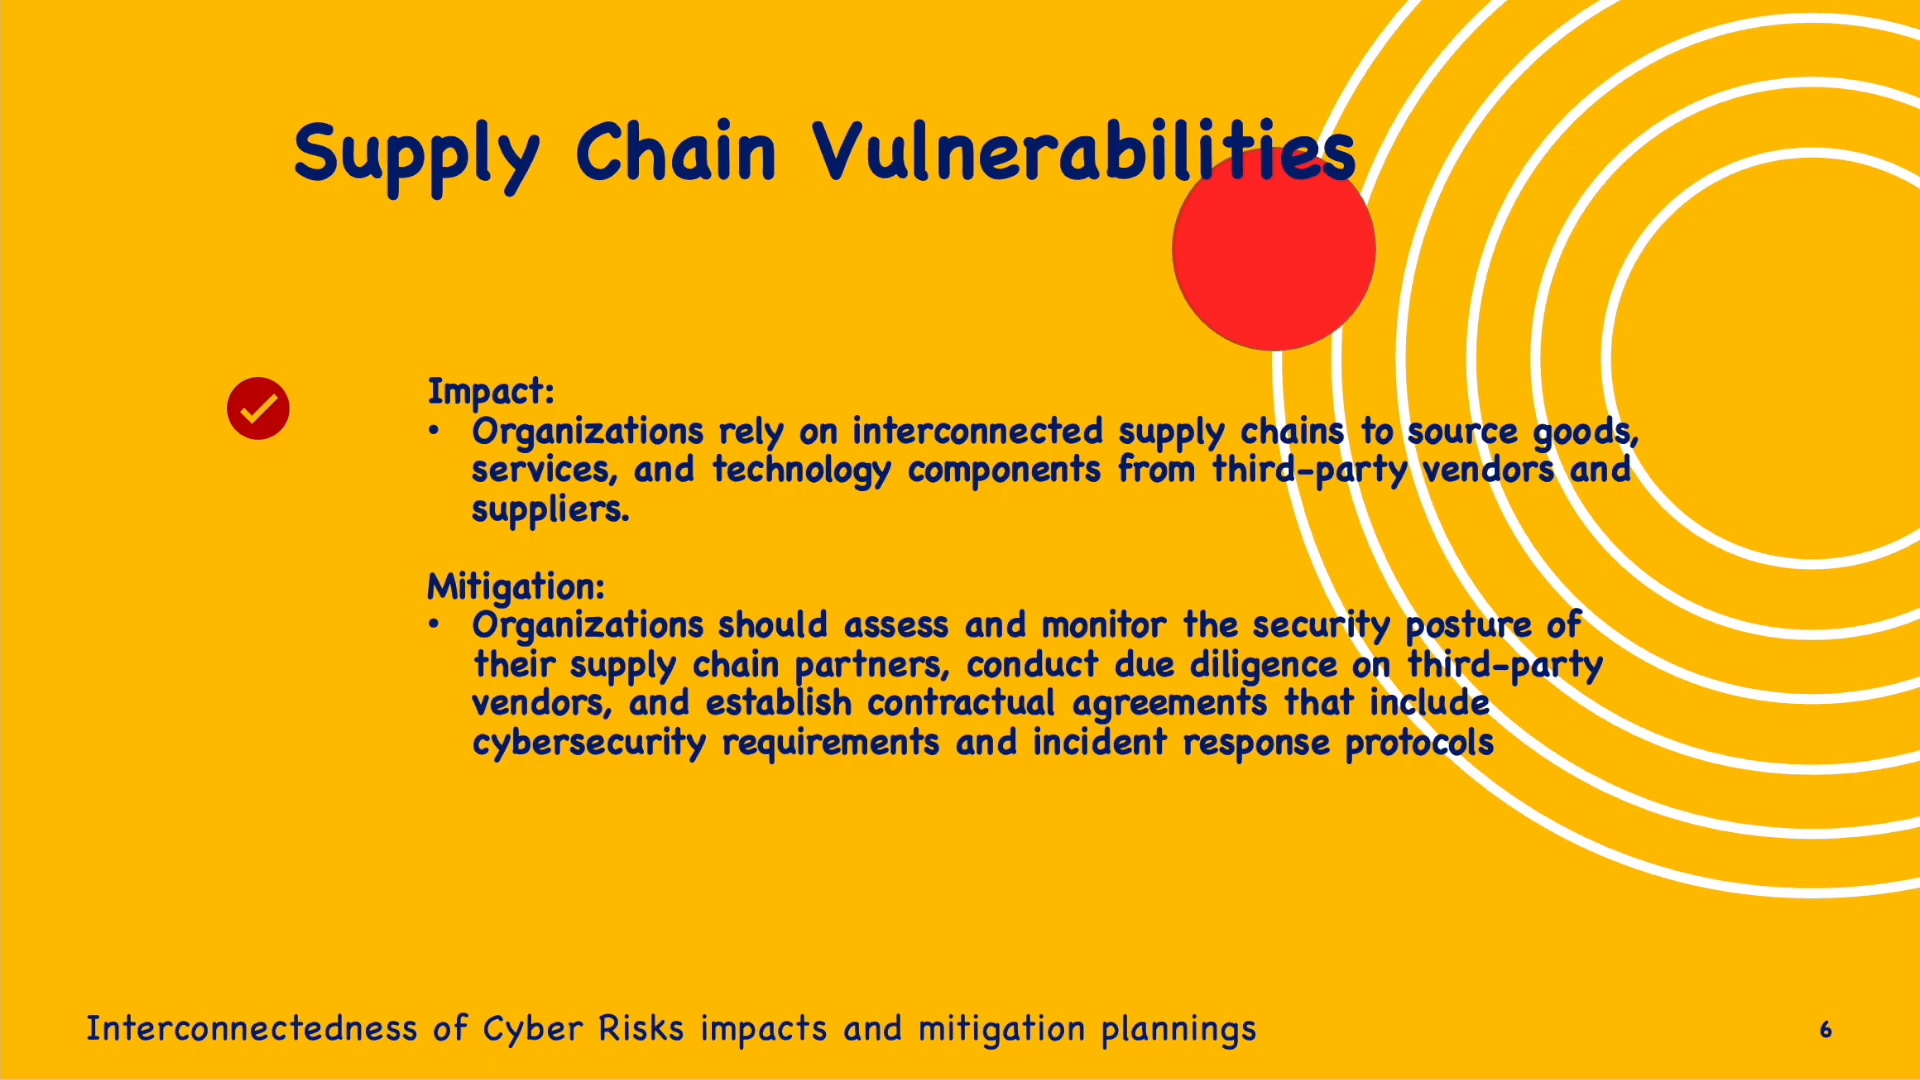 Supply Chain Vulnerabilities
Impact:
• Organizations rely on interconnected supply chains to source goods,
services, and technology components from third-party vendors and
suppliers.
Mitigation:
• Organizations should assess and monitor the security posture of
their supply chain partners, conduct due diligence on third-party
vendors, and establish contractual agreements that include
cybersecurity requirements and incident response protocols
Interconnectedness of Cyber Risks impacts and mitigation plannings
6